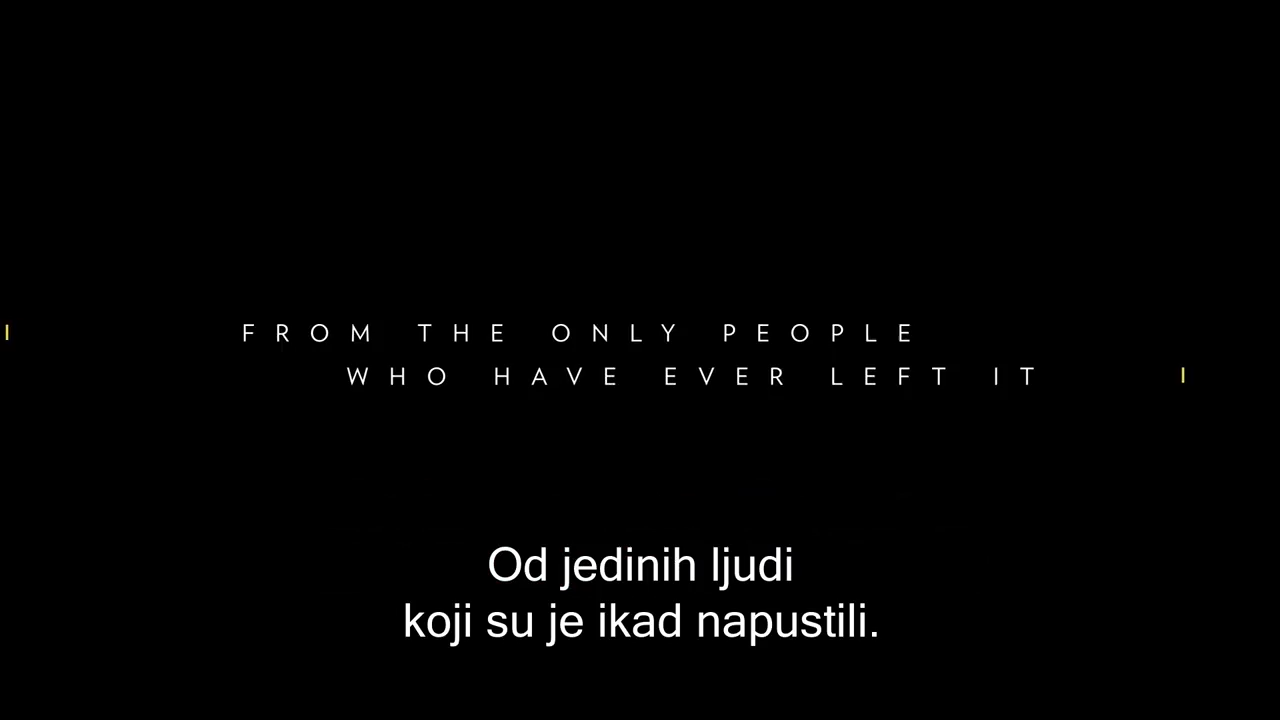 FROM THE ONLY PEOPLE
WHO HAVE EVER LEFT IT
Od jedinih ljudi
koji su je ikad napustili.